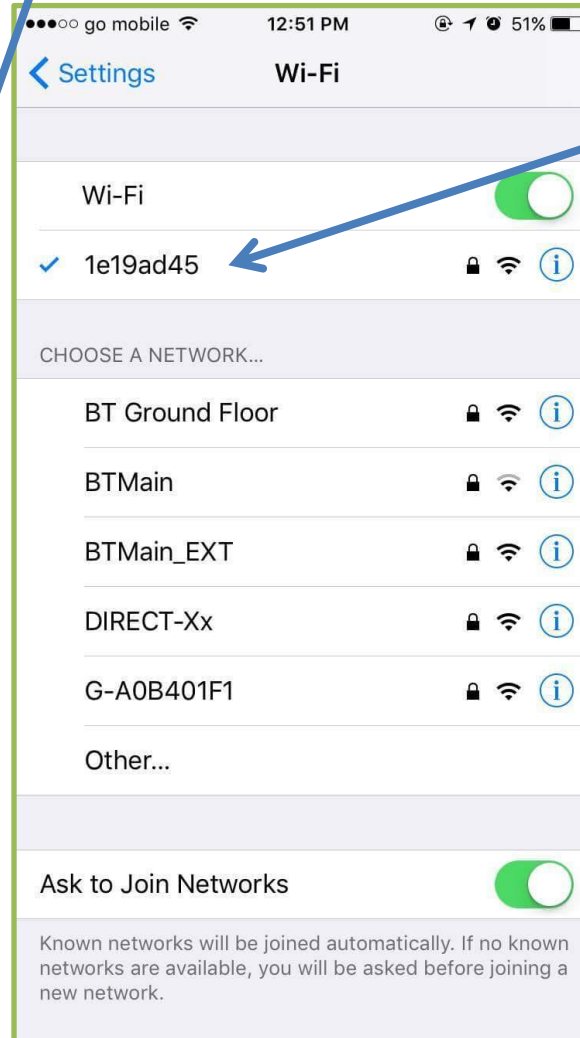 go mobile 12:51 PM 51%
Settings Wi-Fi
Wi-Fi
1e19ad45
CHOOSE A NETWORK...
BT Ground Floor
BTMain
BTMain_EXT
DIRECT-Xx
G-A0B401F1
Other...
Ask to Join Networks
Known networks will be joined automatically. If no known
networks are available, you will be asked before joining a
new network.